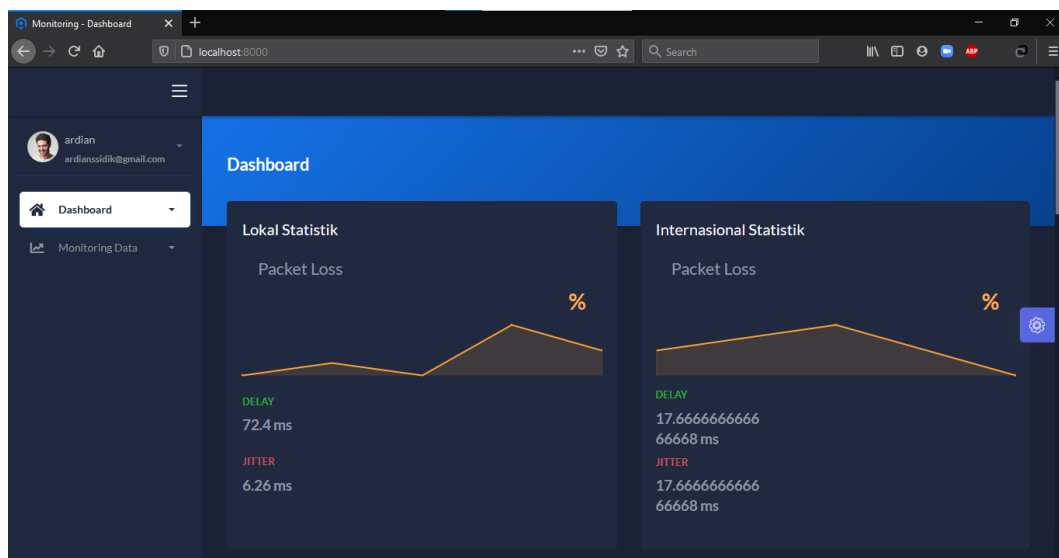 Monitoring - Dashboard
localhost:8000
Search
ABP
ardian
ardianssidik@gmail.com
Dashboard
Monitoring Data
Dashboard
Lokal Statistik
Packet Loss
%
DELAY
72.4 ms
JITTER
6.26 ms
Internasional Statistik
Packet Loss
%
DELAY
17.6666666666
66668 ms
JITTER
17.6666666666
66668 ms